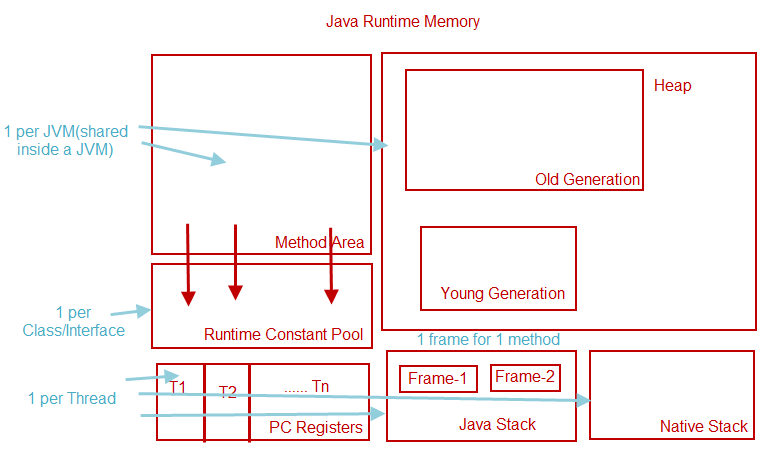 Java Runtime Memory
Heap
1 per JVM(shared
inside a JVM)
Old Generation
Method Area
Young Generation
1 per
Class/Interface
Runtime Constant Pool
1 frame for 1 method
T1
T2
...... Tn
Frame-1
Frame-2
1 per Thread
PC Registers
Java Stack
Native Stack